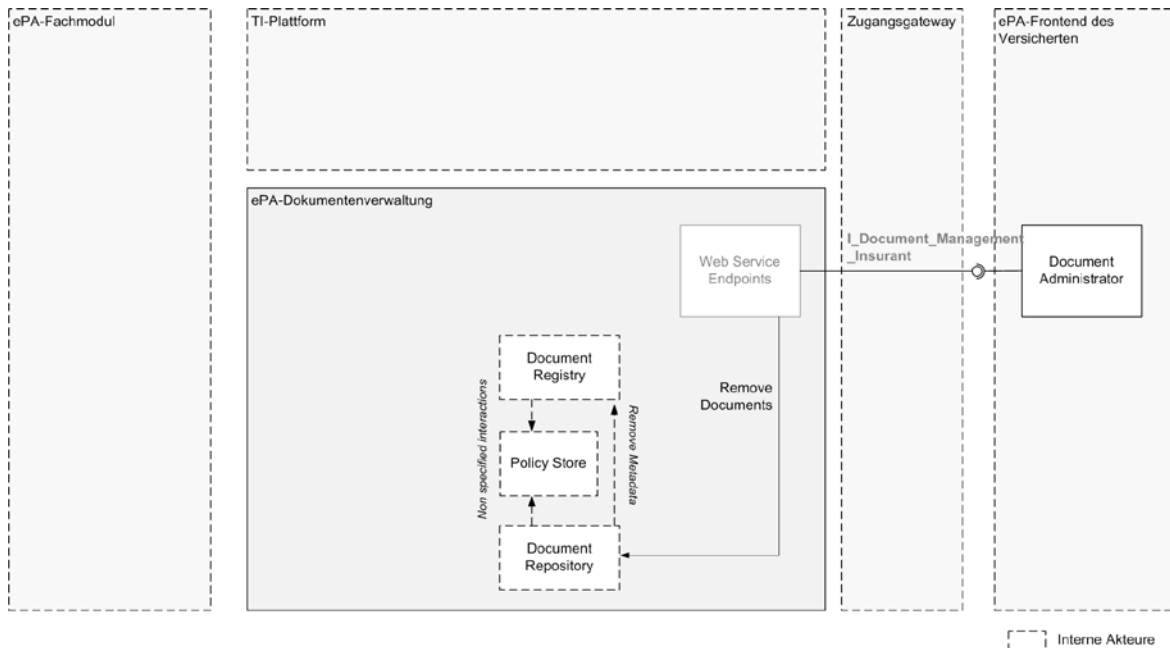 ePA-Fachmodul
TI-Plattform
Zugangsgateway
ePA-Frontend des
Versicherten
ePA-Dokumentenverwaltung
Web Service
Endpoints
I_Document_Management
_Insurant
Document
Administrator
Document
Registry
Remove
Documents
Non specified interactions
Remove Metadata
Policy Store
Document
Repository
Interne Akteure